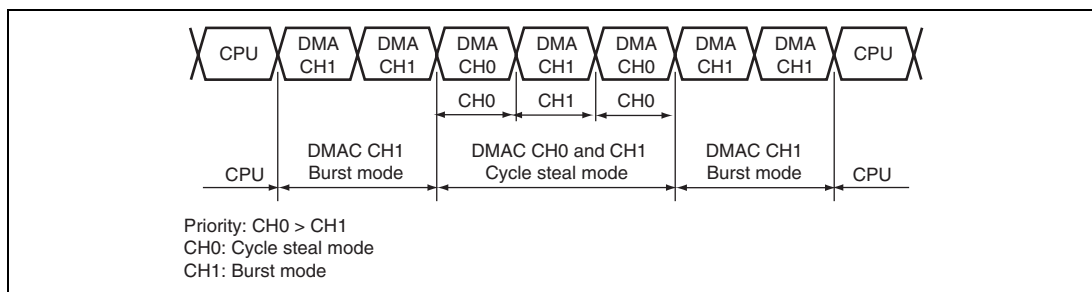 CPU DMA CH1 DMA CH1 DMA CH0 DMA CH1 DMA CH0 DMA CH1 DMA CH1 CPU
CH0 CH1 CH0
CPU DMAC CH1 Burst mode DMAC CH0 and CH1 Cycle steal mode DMAC CH1 Burst mode CPU
Priority: CH0 > CH1
CH0: Cycle steal mode
CH1: Burst mode